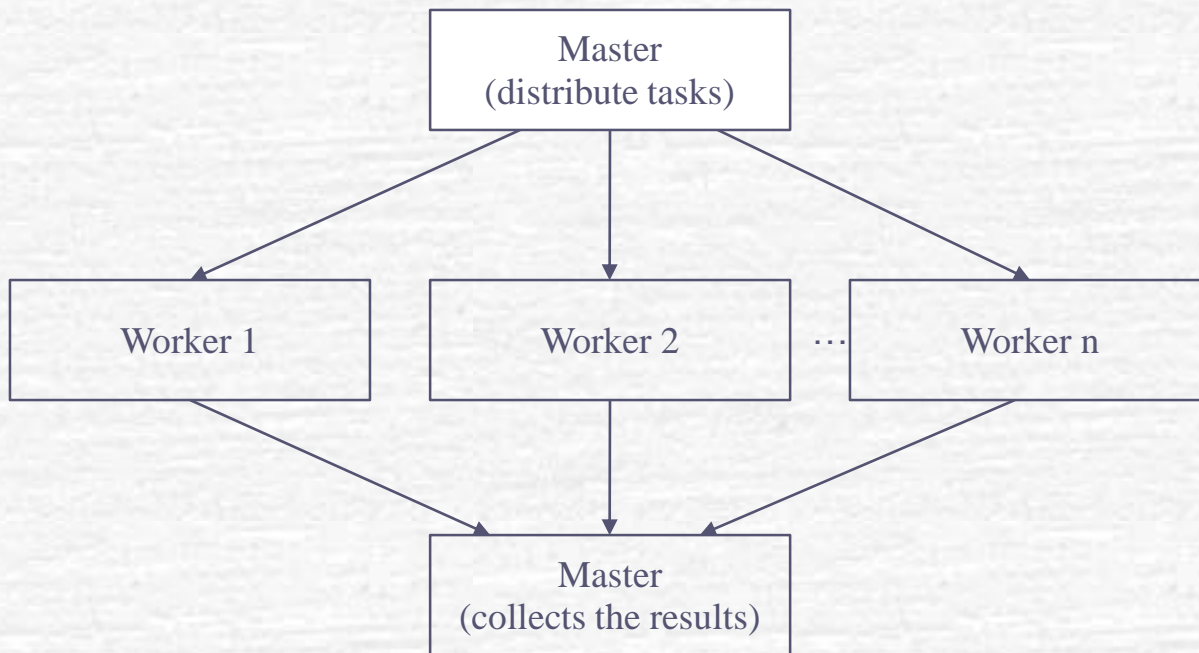 Master
(distribute tasks)
Worker 1
Worker 2
...
Worker n
Master
(collects the results)